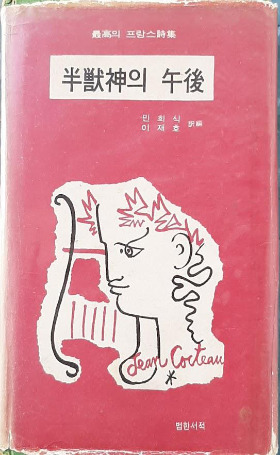 最高의 프랑스詩集
半獸神의 午後
민희식
이재호 訳編
Jean Cocteau
범한서적